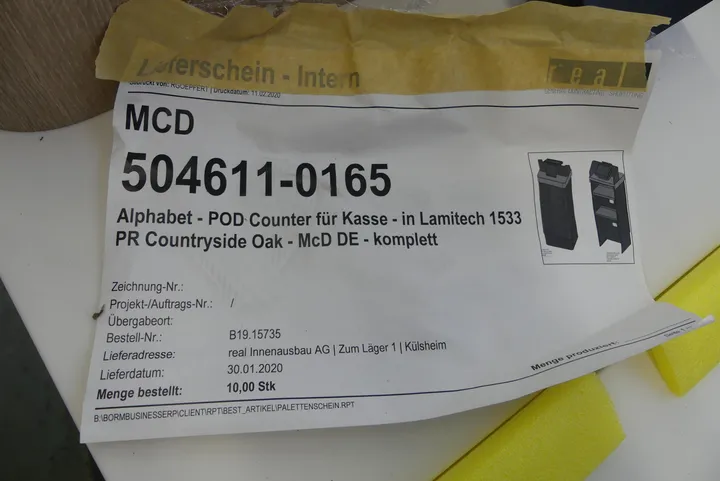 Lieferschein - Intern
real
Gedruckt von: RUDEPPERT | Druckdatum: 11.02.2020
MCD
504611-0165
Alphabet - POD Counter für Kasse - in Lamitech 1533
PR Countryside Oak - McD DE - komplett
Zeichnung-Nr.:
Projekt-/Auftrags-Nr.: /
Übergabeort:
Bestell-Nr.: B19.15735
Lieferadresse: real Innenausbau AG | Zum Läger 1 | Külsheim
Lieferdatum: 30.01.2020
Menge bestellt: 10,00 Stk
Menge produziert:
B:\BORMBUSINESSERP\CLIENT\RPT\BEST_ARTIKEL\PALETTENSCHEIN.RPT